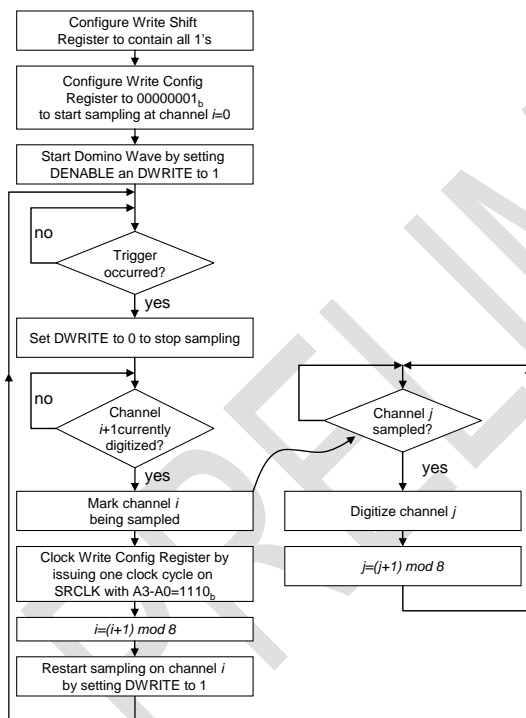 Configure Write Shift
Register to contain all 1's
Configure Write Config
Register to 00000001b
to start sampling at channel i=0
Start Domino Wave by setting
DENABLE an DWRITE to 1
no
Trigger
occurred?
yes
Set DWRITE to 0 to stop sampling
no
Channel
i+1currently
digitized?
yes
Mark channel i
being sampled
Clock Write Config Register by
issuing one clock cycle on
SRCLK with A3-A0=1110b
i=(i+1) mod 8
Restart sampling on channel i
by setting DWRITE to 1
Channel j
sampled?
yes
Digitize channel j
j=(j+1) mod 8
PRELIM